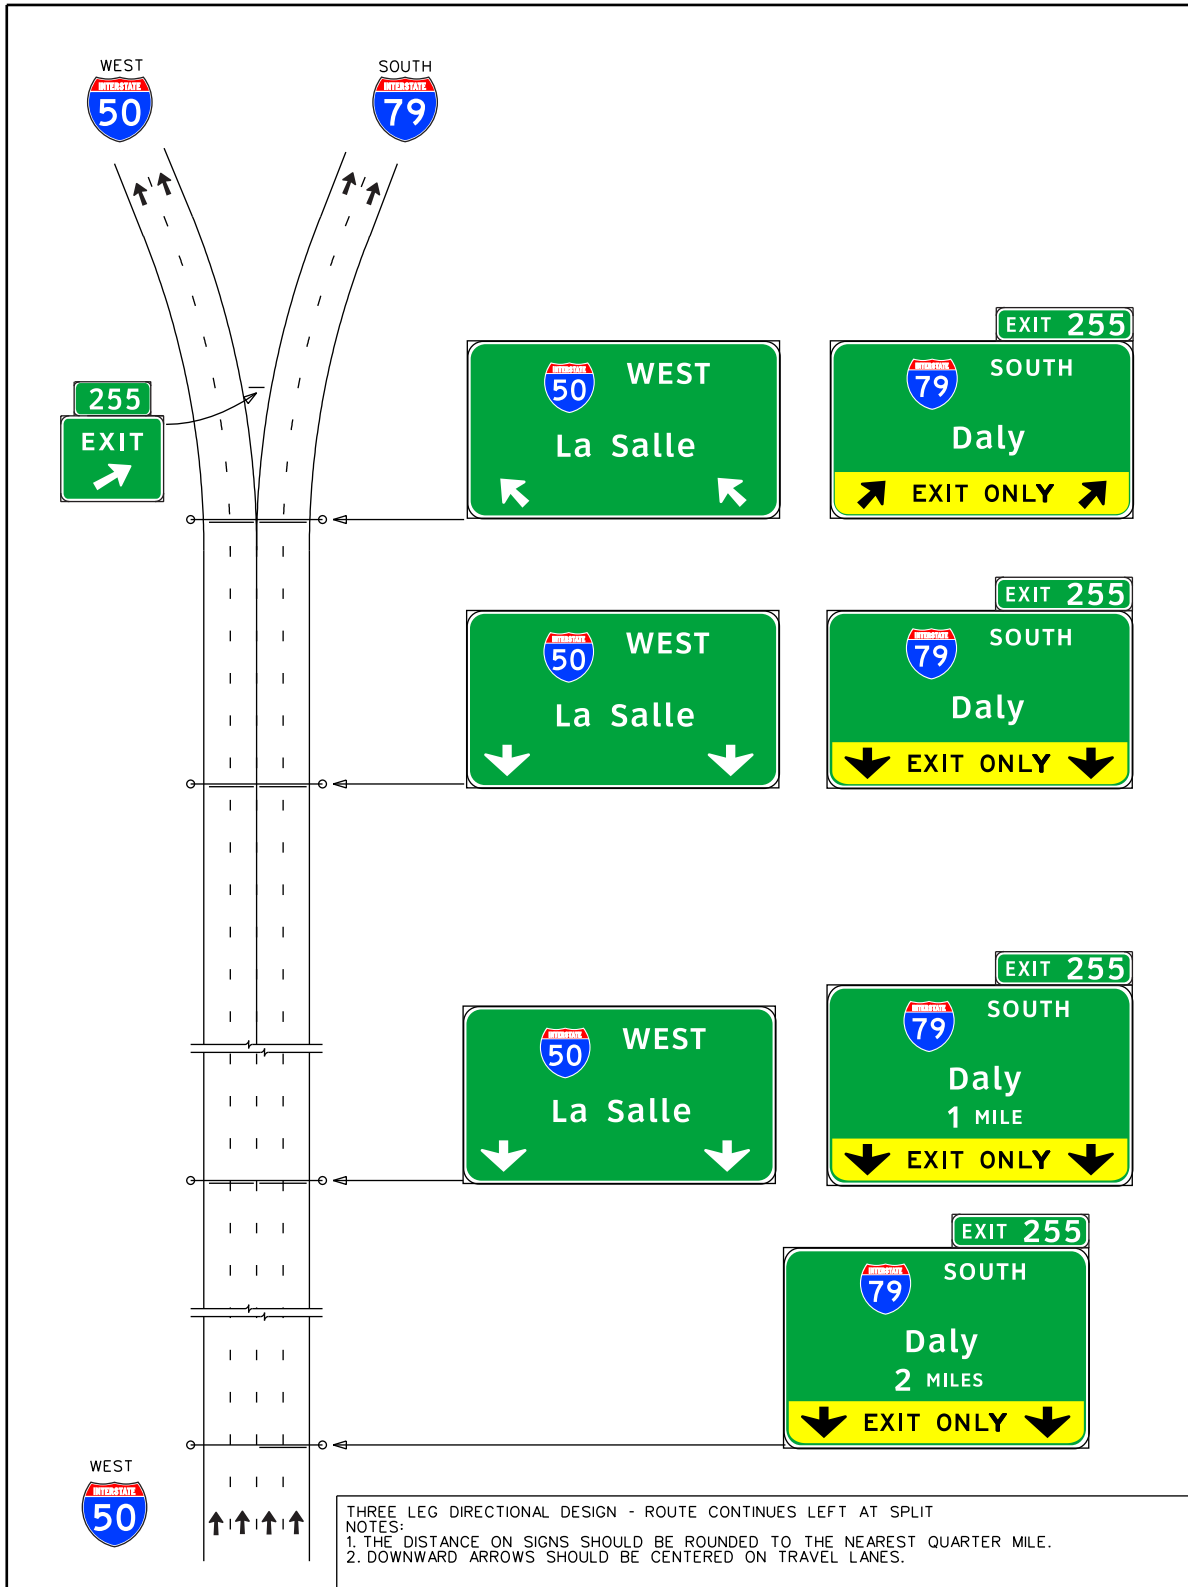 WEST
INTERSTATE
50
SOUTH
INTERSTATE
79
EXIT 255
INTERSTATE
50
WEST
La Salle
INTERSTATE
79
SOUTH
Daly
EXIT ONLY
255
EXIT
EXIT 255
INTERSTATE
50
WEST
La Salle
INTERSTATE
79
SOUTH
Daly
EXIT ONLY
EXIT 255
INTERSTATE
50
WEST
La Salle
INTERSTATE
79
SOUTH
Daly
1 MILE
EXIT ONLY
EXIT 255
INTERSTATE
79
SOUTH
Daly
2 MILES
EXIT ONLY
WEST
INTERSTATE
50
THREE LEG DIRECTIONAL DESIGN - ROUTE CONTINUES LEFT AT SPLIT
NOTES:
1. THE DISTANCE ON SIGNS SHOULD BE ROUNDED TO THE NEAREST QUARTER MILE.
2. DOWNWARD ARROWS SHOULD BE CENTERED ON TRAVEL LANES.